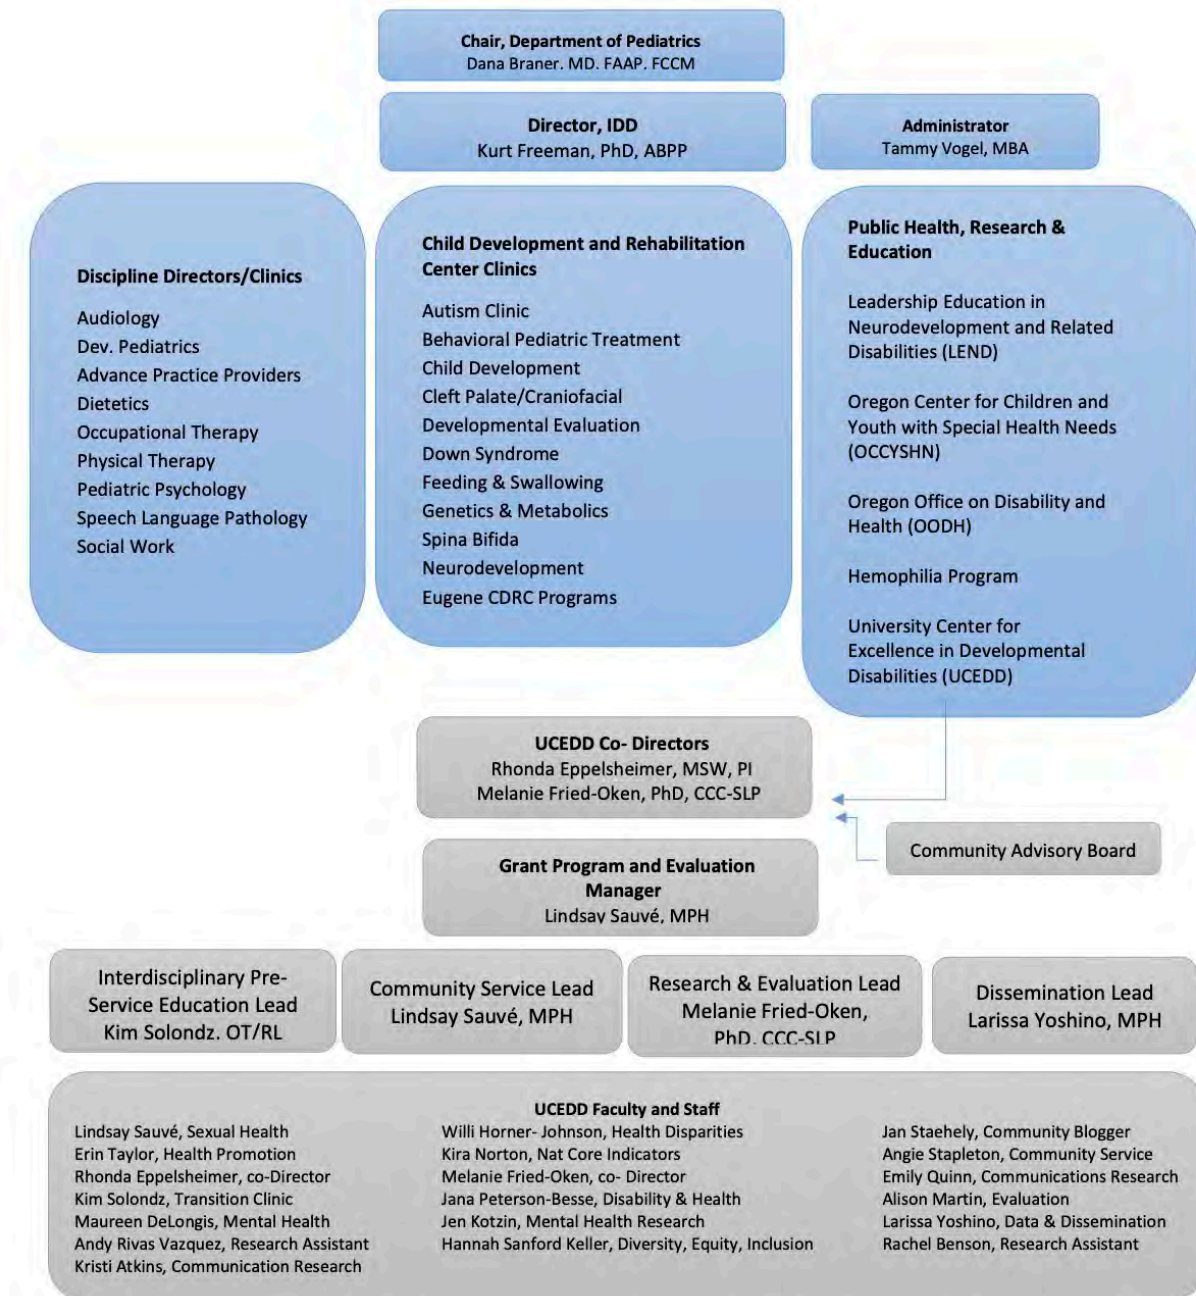 Chair, Department of Pediatrics
Dana Braner. MD. FAAP. FCCM
Director, IDD
Kurt Freeman, PhD, ABPP
Administrator
Tammy Vogel, MBA
Discipline Directors/Clinics
Audiology
Dev. Pediatrics
Advance Practice Providers
Dietetics
Occupational Therapy
Physical Therapy
Pediatric Psychology
Speech Language Pathology
Social Work
Child Development and Rehabilitation
Center Clinics
Autism Clinic
Behavioral Pediatric Treatment
Child Development
Cleft Palate/Craniofacial
Developmental Evaluation
Down Syndrome
Feeding & Swallowing
Genetics & Metabolics
Spina Bifida
Neurodevelopment
Eugene CDRC Programs
Public Health, Research &
Education
Leadership Education in
Neurodevelopment and Related
Disabilities (LEND)
Oregon Center for Children and
Youth with Special Health Needs
(OCCYSHN)
Oregon Office on Disability and
Health (OODH)
Hemophilia Program
University Center for
Excellence in Developmental
Disabilities (UCEDD)
UCEDD Co- Directors
Rhonda Eppelsheimer, MSW, PI
Melanie Fried-Oken, PhD, CCC-SLP
Community Advisory Board
Grant Program and Evaluation
Manager
Lindsay Sauvé, MPH
Interdisciplinary Pre-
Service Education Lead
Kim Solondz. OT/RL
Community Service Lead
Lindsay Sauvé, MPH
Research & Evaluation Lead
Melanie Fried-Oken,
PhD. CCC-SLP
Dissemination Lead
Larissa Yoshino, MPH
UCEDD Faculty and Staff
Lindsay Sauvé, Sexual Health
Erin Taylor, Health Promotion
Rhonda Eppelsheimer, co-Director
Kim Solondz, Transition Clinic
Maureen DeLongis, Mental Health
Andy Rivas Vazquez, Research Assistant
Kristi Atkins, Communication Research
Willi Horner- Johnson, Health Disparities
Kira Norton, Nat Core Indicators
Melanie Fried-Oken, co- Director
Jana Peterson-Besse, Disability & Health
Jen Kotzin, Mental Health Research
Hannah Sanford Keller, Diversity, Equity, Inclusion
Jan Staehely, Community Blogger
Angie Stapleton, Community Service
Emily Quinn, Communications Research
Alison Martin, Evaluation
Larissa Yoshino, Data & Dissemination
Rachel Benson, Research Assistant